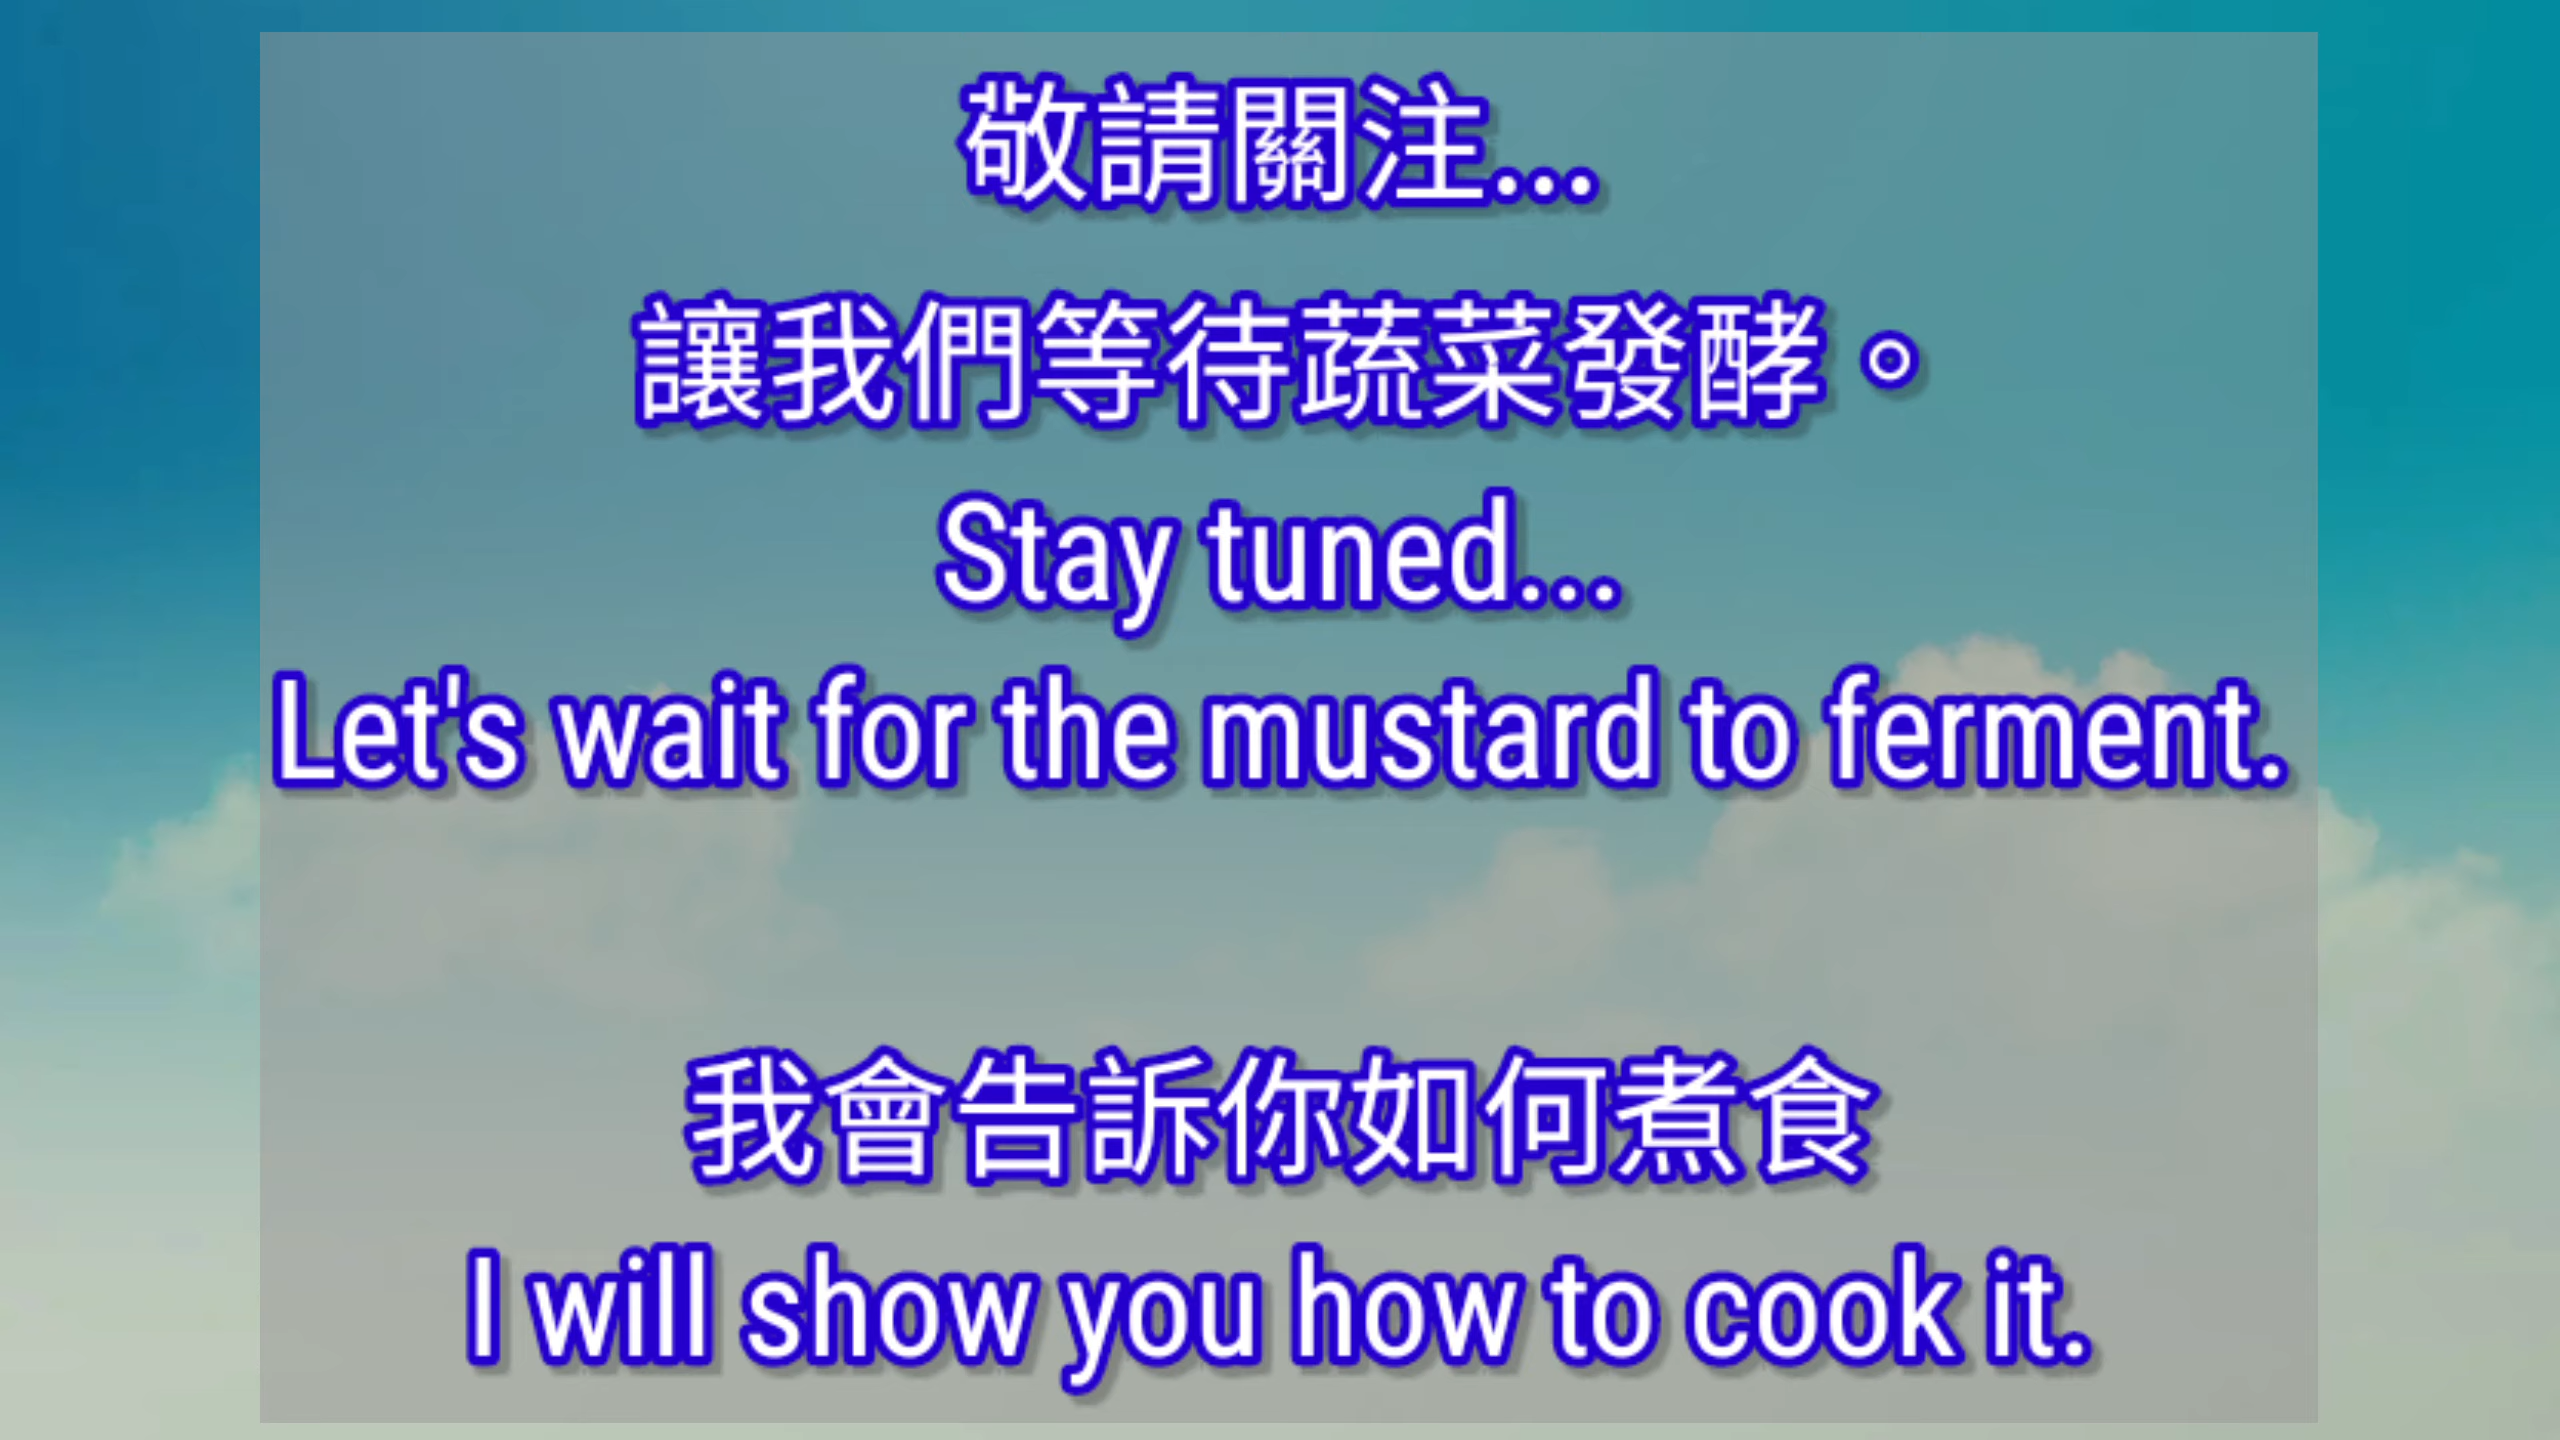 敬請關注...
讓我們等待蔬菜發酵。
Stay tuned...
Let's wait for the mustard to ferment.
我會告訴你如何煮食
I will show you how to cook it.